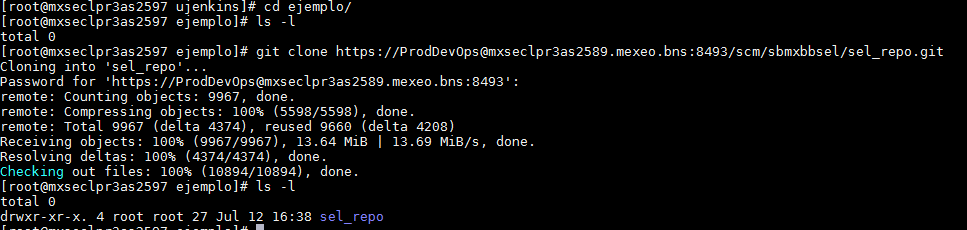 [root@mxseclpr3as2597 ujenkins]# cd ejemplo/
[root@mxseclpr3as2597 ejemplo]# ls -l
total 0
[root@mxseclpr3as2597 ejemplo]# git clone https://ProdDevOps@mxseclpr3as2589.mexeo.bns:8493/scm/sbmxbbsel/sel_repo.git
Cloning into 'sel_repo'...
Password for 'https://ProdDevOps@mxseclpr3as2589.mexeo.bns:8493':
remote: Counting objects: 9967, done.
remote: Compressing objects: 100% (5598/5598), done.
remote: Total 9967 (delta 4374), reused 9660 (delta 4208)
Receiving objects: 100% (9967/9967), 13.64 MiB | 13.69 MiB/s, done.
Resolving deltas: 100% (4374/4374), done.
Checking out files: 100% (10894/10894), done.
[root@mxseclpr3as2597 ejemplo]# ls -l
total 0
drwxr-xr-x. 4 root root 27 Jul 12 16:38 sel_repo
[root@mxseclpr3as2597 ejemplo]#